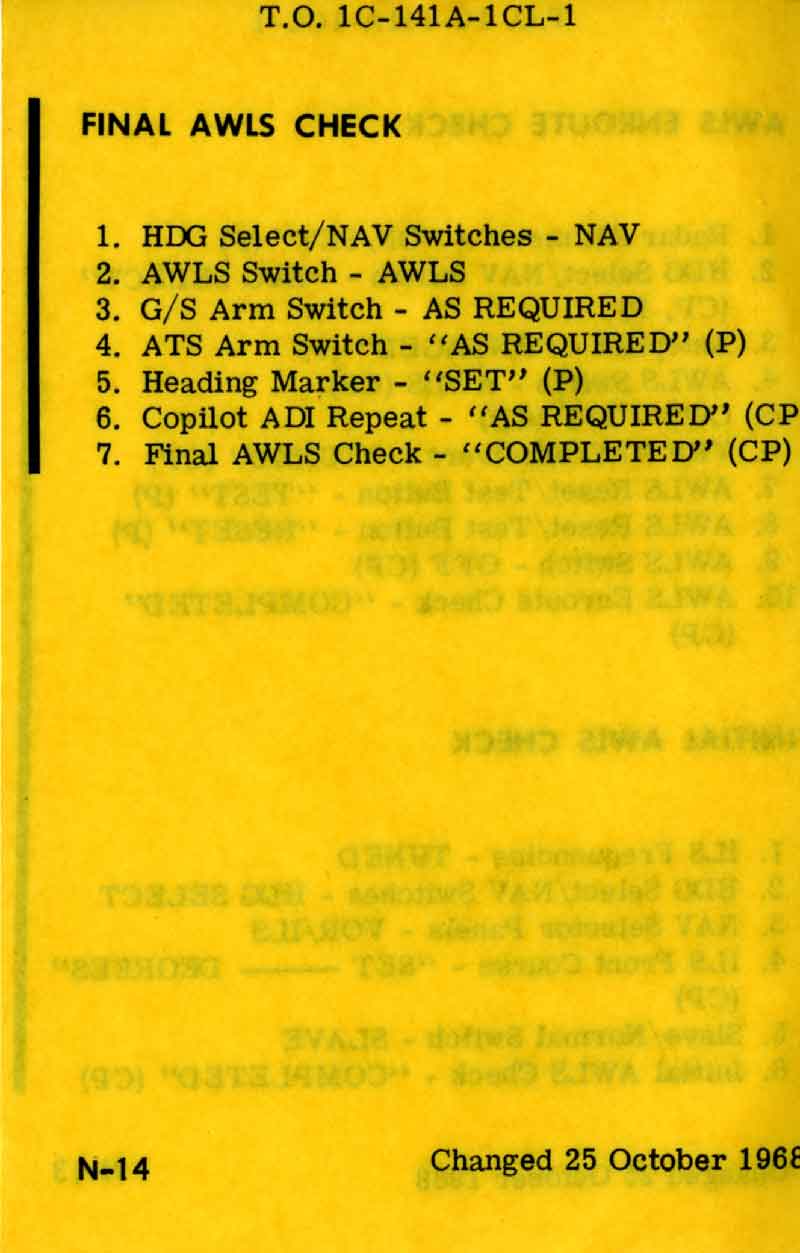 T.O. 1C-141A-1CL-1
FINAL AWLS CHECK
1. HDG Select/NAV Switches - NAV
2. AWLS Switch - AWLS
3. G/S Arm Switch - AS REQUIRED
4. ATS Arm Switch - "AS REQUIRED" (P)
5. Heading Marker - "SET" (P)
6. Copilot ADI Repeat - "AS REQUIRED" (CP
7. Final AWLS Check - "COMPLETED" (CP)
N-14
Changed 25 October 1968